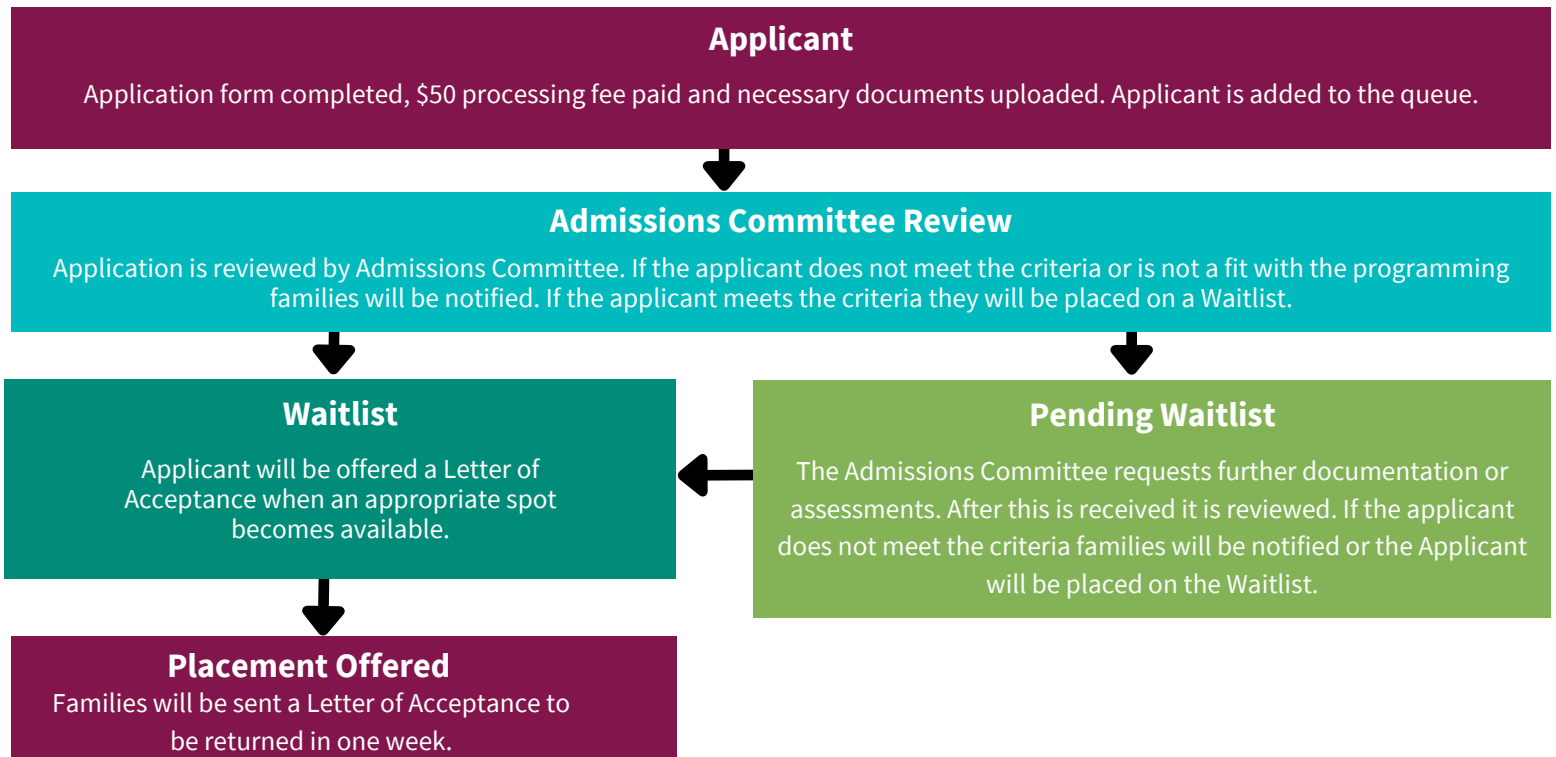 Applicant
Application form completed, $50 processing fee paid and necessary documents uploaded. Applicant is added to the queue.
Admissions Committee Review
Application is reviewed by Admissions Committee. If the applicant does not meet the criteria or is not a fit with the programming
families will be notified. If the applicant meets the criteria they will be placed on a Waitlist.
Waitlist
Applicant will be offered a Letter of
Acceptance when an appropriate spot
becomes available.
Pending Waitlist
The Admissions Committee requests further documentation or
assessments. After this is received it is reviewed. If the applicant
does not meet the criteria families will be notified or the Applicant
will be placed on the Waitlist.
Placement Offered
Families will be sent a Letter of Acceptance to
be returned in one week.